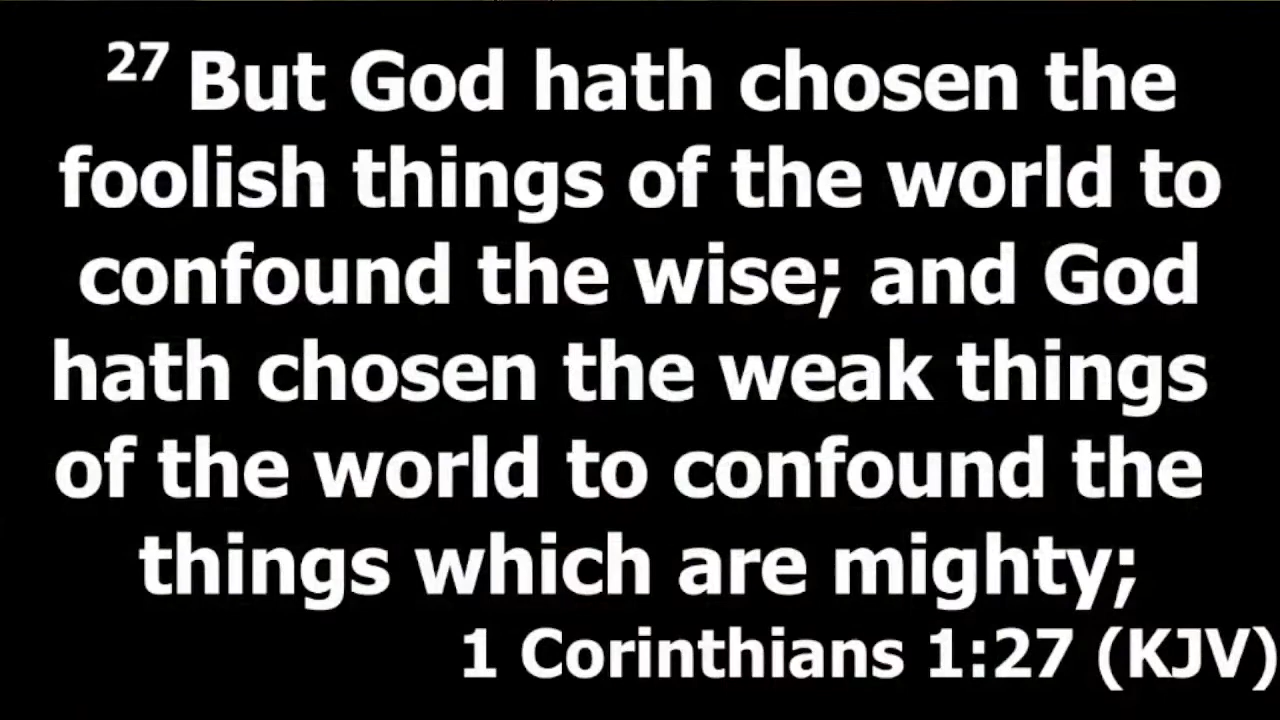 27 But God hath chosen the
foolish things of the world to
confound the wise; and God
hath chosen the weak things
of the world to confound the
things which are mighty;
1 Corinthians 1:27 (KJV)